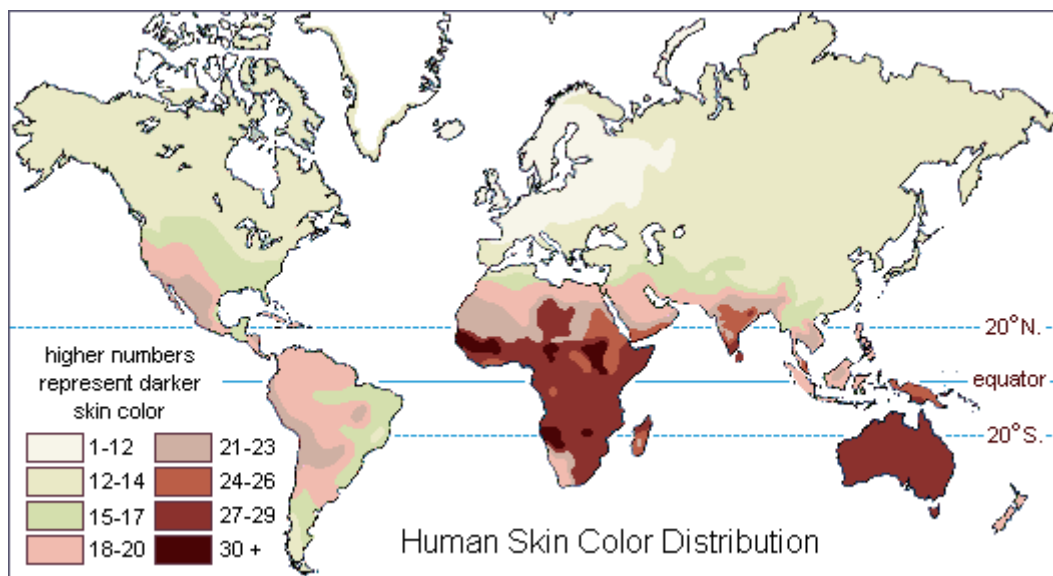 20°N.
higher numbers
represent darker
skin color
equator
20°S.
1-12
21-23
12-14
24-26
15-17
27-29
18-20
30 +
Human Skin Color Distribution